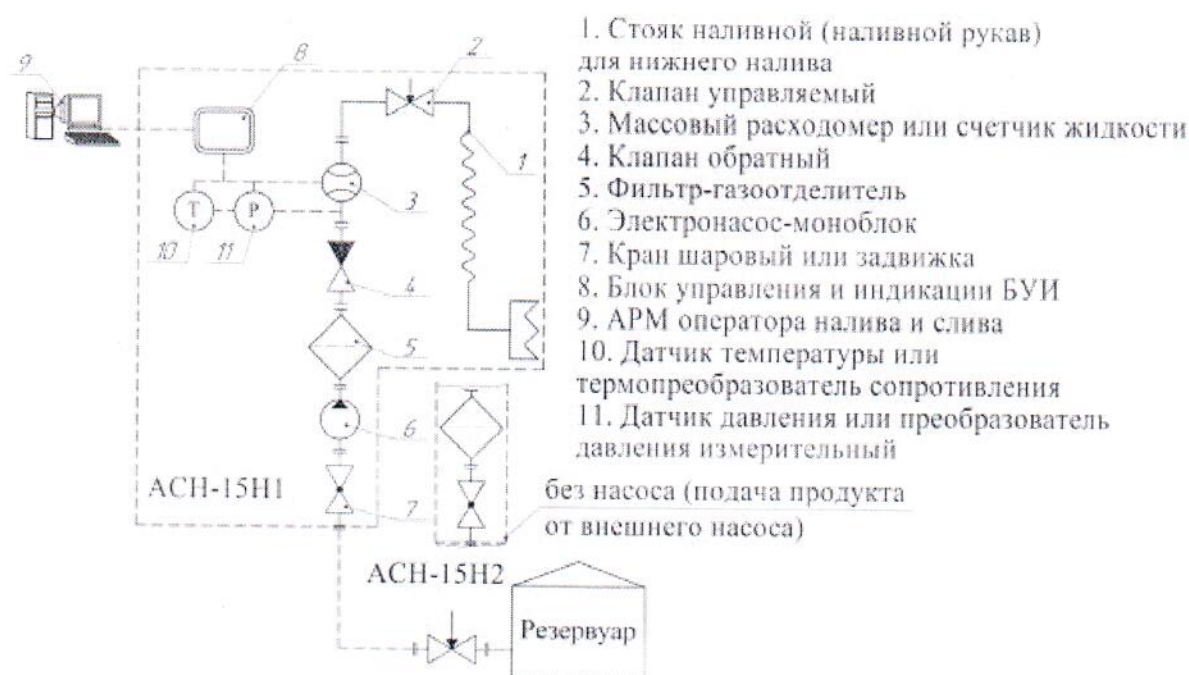 9
8
2
1
3
Т
Р
10
11
4
5
6
7
АСН-15Н1
АСН-15Н2
Резервуар
1. Стояк наливной (наливной рукав)
для нижнего налива
2. Клапан управляемый
3. Массовый расходомер или счетчик жидкости
4. Клапан обратный
5. Фильтр-газоотделитель
6. Электронасос-моноблок
7. Кран шаровый или задвижка
8. Блок управления и индикации БУИ
9. АРМ оператора налива и слива
10. Датчик температуры или
термопреобразователь сопротивления
11. Датчик давления или преобразователь
давления измерительный
без насоса (подача продукта
от внешнего насоса)